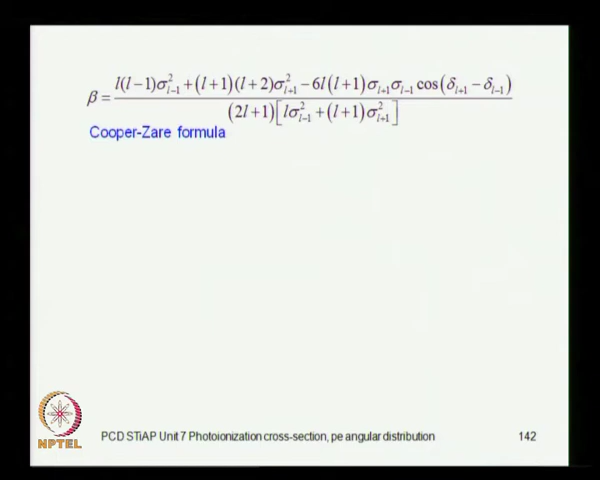 β = l(l−1)σ²_{l−1} + (l+1)(l+2)σ²_{l+1} − 6l(l+1)σ_{l+1}σ_{l−1} cos(δ_{l+1} − δ_{l−1}) / (2l+1)[lσ²_{l−1} + (l+1)σ²_{l+1}]
Cooper-Zare formula
NPTEL
PCD STiAP Unit 7 Photoionization cross-section, pe angular distribution 142